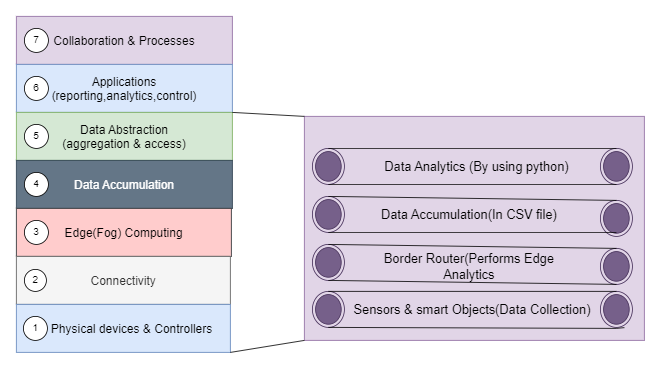 7 Collaboration & Processes
6 Applications
(reporting,analytics,control)
5 Data Abstraction
(aggregation & access)
4 Data Accumulation
3 Edge(Fog) Computing
2 Connectivity
1 Physical devices & Controllers
Data Analytics (By using python)
Data Accumulation(In CSV file)
Border Router(Performs Edge
Analytics
Sensors & smart Objects(Data Collection)